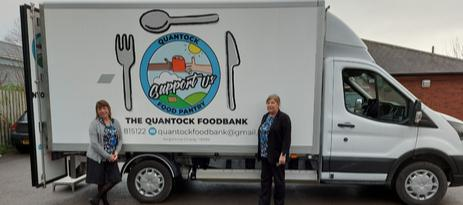 QUANTOCK
Support Us
FOOD PANTRY
THE QUANTOCK FOODBANK
815122 quantockfoodbank@gmail